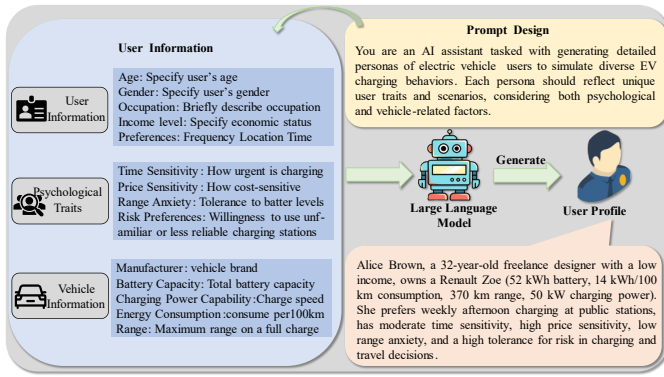 User Information
User
Information
Age: Specify user's age
Gender: Specify user's gender
Occupation: Briefly describe occupation
Income level: Specify economic status
Preferences: Frequency Location Time
Psychological
Traits
Time Sensitivity : How urgent is charging
Price Sensitivity : How cost-sensitive
Range Anxiety: Tolerance to batter levels
Risk Preferences: Willingness to use unf-
amiliar or less reliable charging stations
Vehicle
Information
Manufacturer: vehicle brand
Battery Capacity: Total battery capacity
Charging Power Capability:Charge speed
Energy Consumption:consume per100km
Range: Maximum range on a full charge
Prompt Design
You are an AI assistant tasked with generating detailed
personas of electric vehicle users to simulate diverse EV
charging behaviors. Each persona should reflect unique
user traits and scenarios, considering both psychological
and vehicle-related factors.
Large Language
Model
Generate
User Profile
Alice Brown, a 32-year-old freelance designer with a low
income, owns a Renault Zoe (52 kWh battery, 14 kWh/100
km consumption, 370 km range, 50 kW charging power).
She prefers weekly afternoon charging at public stations,
has moderate time sensitivity, high price sensitivity, low
range anxiety, and a high tolerance for risk in charging and
travel decisions.